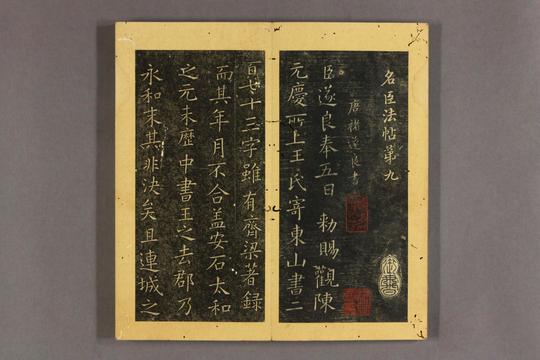 名臣法帖第九
唐褚遂良書
臣遂良奉五日敕賜觀陳
元慶所上王氏寄東山書二
百七十三字雖有齊梁著録
而其年月不合蓋安石太和
之元未歷中書王之去郡乃
永和末其非決矣且連城之